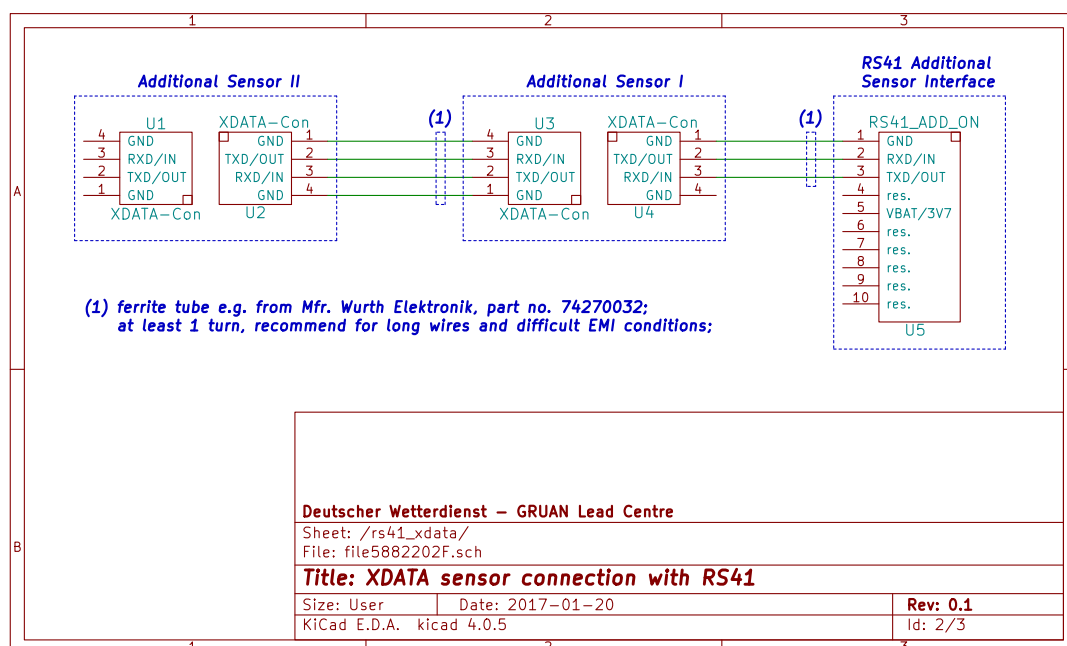 1 2 3
RS41 Additional
Additional Sensor II Additional Sensor I Sensor Interface
(1) (1)
U1 XDATA-Con U3 XDATA-Con RS41_ADD_ON
4 GND GND 1 4 GND GND 1 1 GND
3 RXD/IN TXD/OUT 2 3 RXD/IN TXD/OUT 2 2 RXD/IN
2 TXD/OUT RXD/IN 3 2 TXD/OUT RXD/IN 3 3 TXD/OUT
1 GND GND 4 1 GND GND 4 4 res.
A
XDATA-Con U2 XDATA-Con U4 5 VBAT/3V7
6 res.
7 res.
8 res.
9 res.
10 res.
U5
(1) ferrite tube e.g. from Mfr. Wurth Elektronik, part no. 74270032;
at least 1 turn, recommend for long wires and difficult EMI conditions;
Deutscher Wetterdienst – GRUAN Lead Centre
Sheet: /rs41_xdata/
B
File: file5882202F.sch
Title: XDATA sensor connection with RS41
Size: User Date: 2017-01-20 Rev: 0.1
KiCad E.D.A. kicad 4.0.5 Id: 2/3
1 2 3